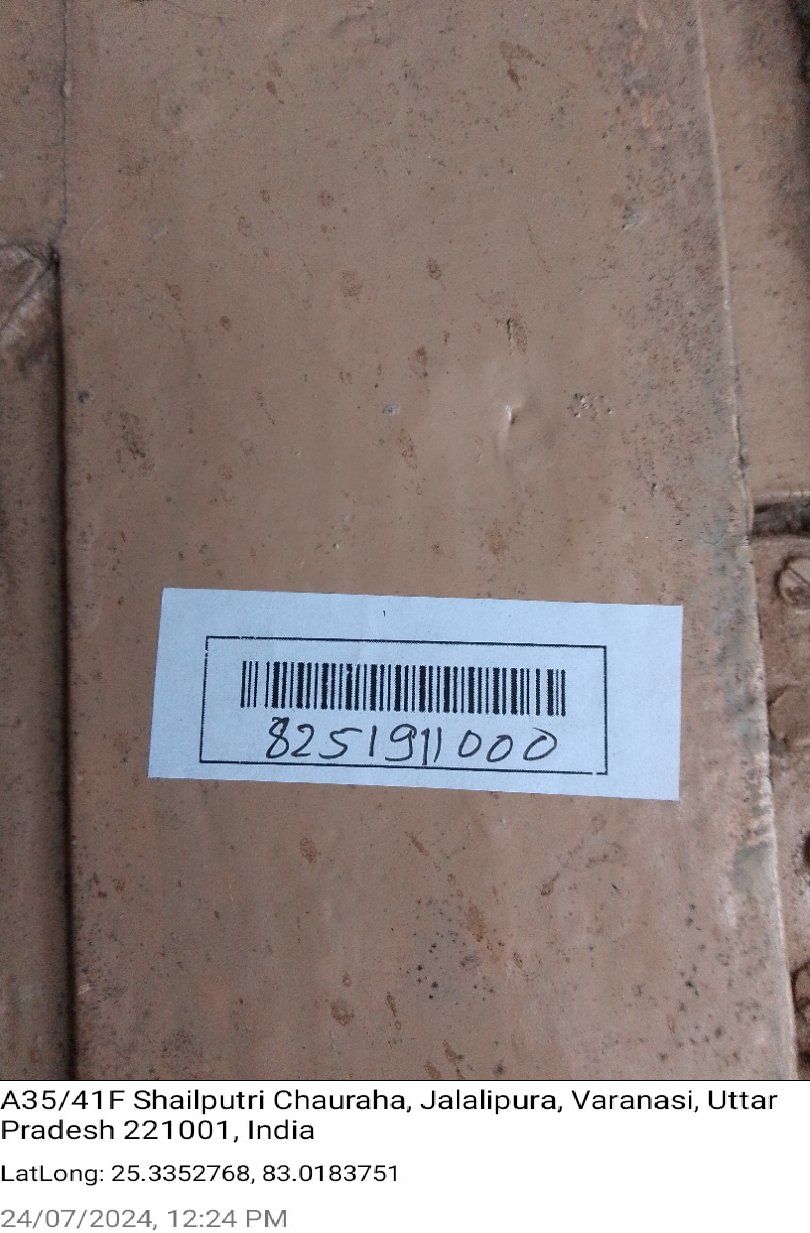 8251911000
A35/41F Shailputri Chauraha, Jalalipura, Varanasi, Uttar
Pradesh 221001, India
LatLong: 25.3352768, 83.0183751
24/07/2024, 12:24 PM